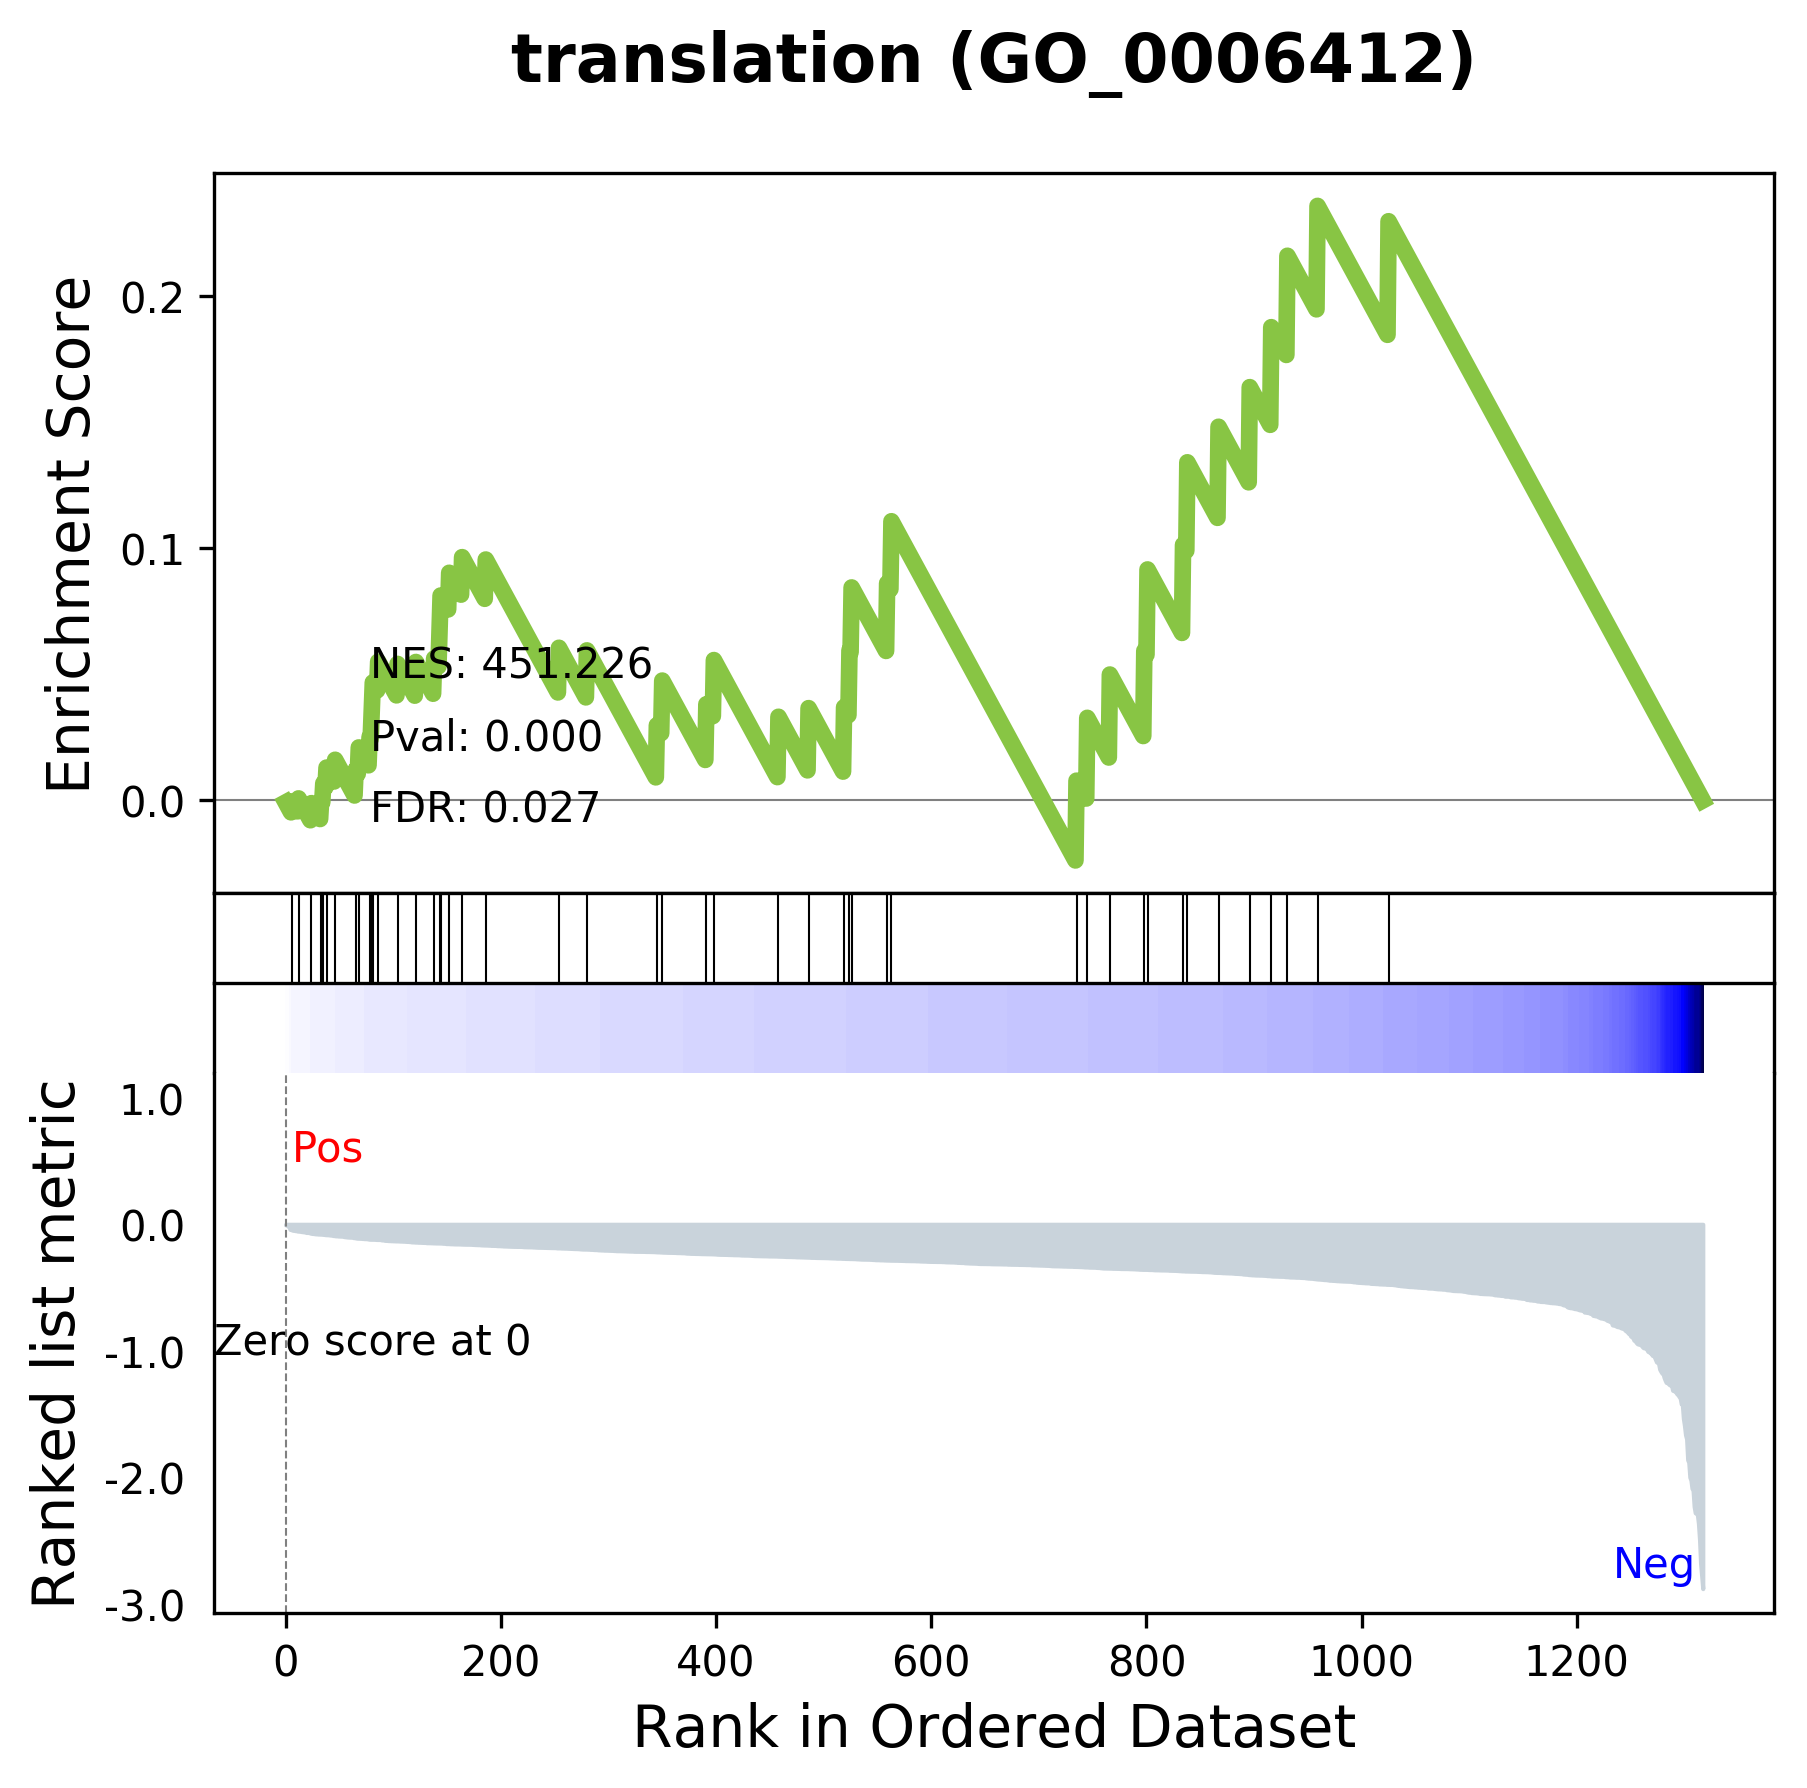 translation (GO_0006412)
Enrichment Score
0.2
0.1
0.0
NES: 451.226
Pval: 0.000
FDR: 0.027
Ranked list metric
1.0
0.0
-1.0
-2.0
-3.0
Pos
Zero score at 0
Neg
0 200 400 600 800 1000 1200
Rank in Ordered Dataset